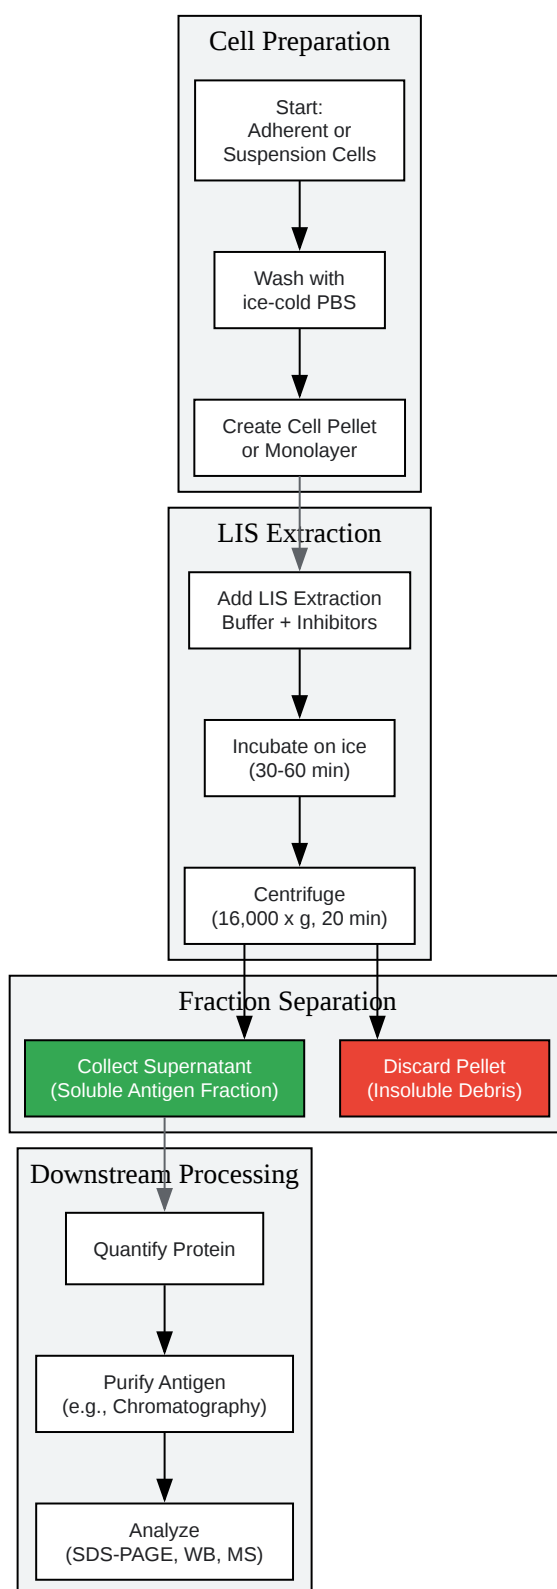 Cell Preparation
Start:
Adherent or
Suspension Cells
Wash with
ice-cold PBS
Create Cell Pellet
or Monolayer
LIS Extraction
Add LIS Extraction
Buffer + Inhibitors
Incubate on ice
(30-60 min)
Centrifuge
(16,000 x g, 20 min)
Fraction Separation
Collect Supernatant
(Soluble Antigen Fraction)
Discard Pellet
(Insoluble Debris)
Downstream Processing
Quantify Protein
Purify Antigen
(e.g., Chromatography)
Analyze
(SDS-PAGE, WB, MS)